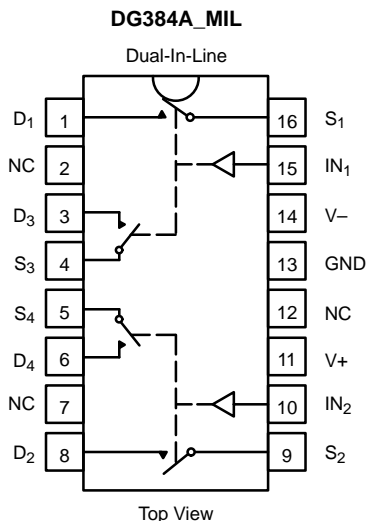 DG384A_MIL
Dual-In-Line
D1 1 16 S1
NC 2 15 IN1
D3 3 14 V–
S3 4 13 GND
S4 5 12 NC
D4 6 11 V+
NC 7 10 IN2
D2 8 9 S2
Top View